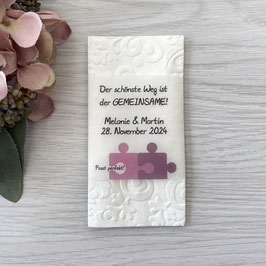 Der schönste Weg ist
der GEMEINSAME!
Melanie & Martin
28. November 2024
Passt perfekt!